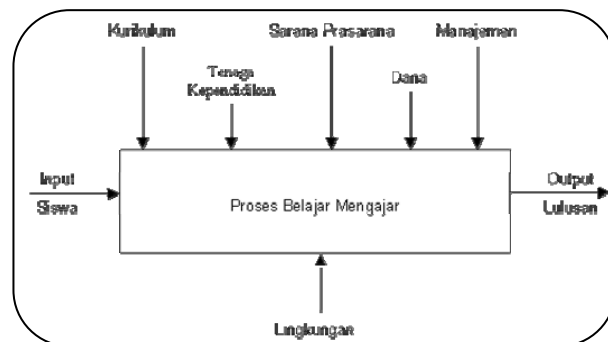 Kurikulum
Sarana Prasarana
Manajemen
Tenaga
Kependidikan
Dana
Input
Siswa
Proses Belajar Mengajar
Output
Lulusan
Lingkungan